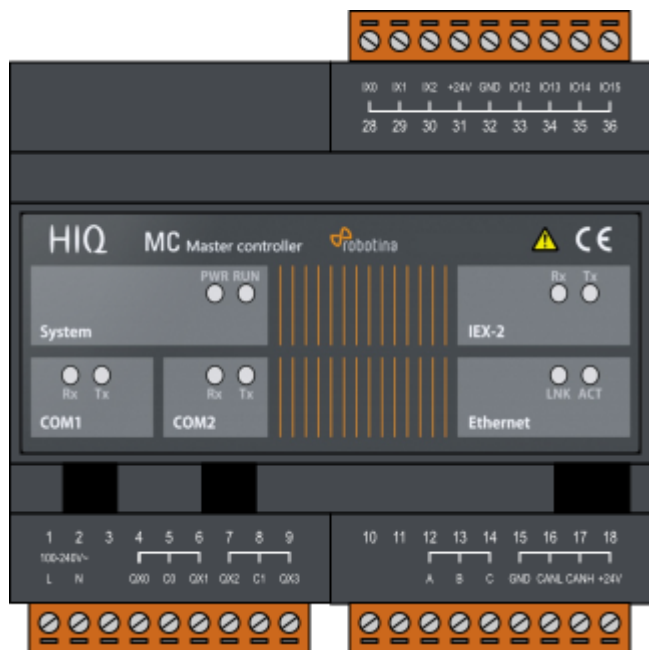 IX0 IX1 IX2 +24V GND IO12 IO13 IO14 IO15
28 29 30 31 32 33 34 35 36
HIQ MC Master controller robotina CE
PWR RUN
Rx Tx
System
IEX-2
Rx Tx
Rx Tx
LNK ACT
COM1
COM2
Ethernet
1 2 3 4 5 6 7 8 9
10 11 12 13 14 15 16 17 18
100-240V~
L N QX0 C0 QX1 QX2 C1 QX3
A B C GND CANL CANH +24V